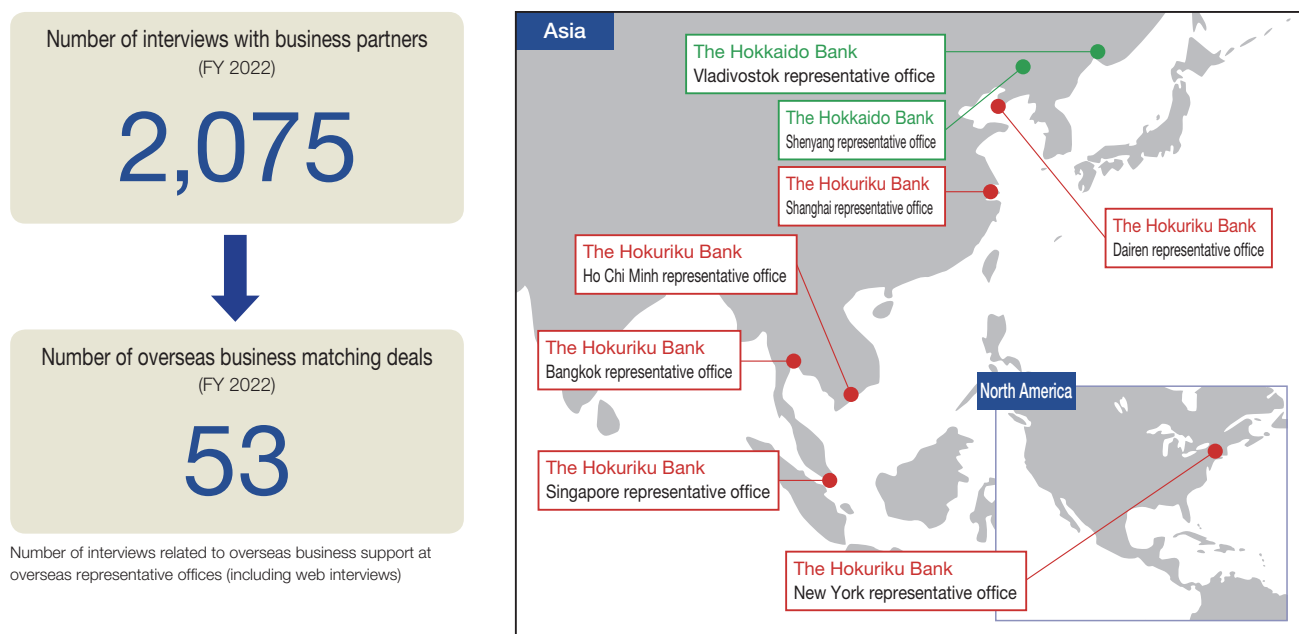 Number of interviews with business partners
(FY 2022)
2,075
Number of overseas business matching deals
(FY 2022)
53
Number of interviews related to overseas business support at
overseas representative offices (including web interviews)
Asia
The Hokkaido Bank
Vladivostok representative office
The Hokkaido Bank
Shenyang representative office
The Hokuriku Bank
Shanghai representative office
The Hokuriku Bank
Dairen representative office
The Hokuriku Bank
Ho Chi Minh representative office
The Hokuriku Bank
Bangkok representative office
The Hokuriku Bank
Singapore representative office
North America
The Hokuriku Bank
New York representative office